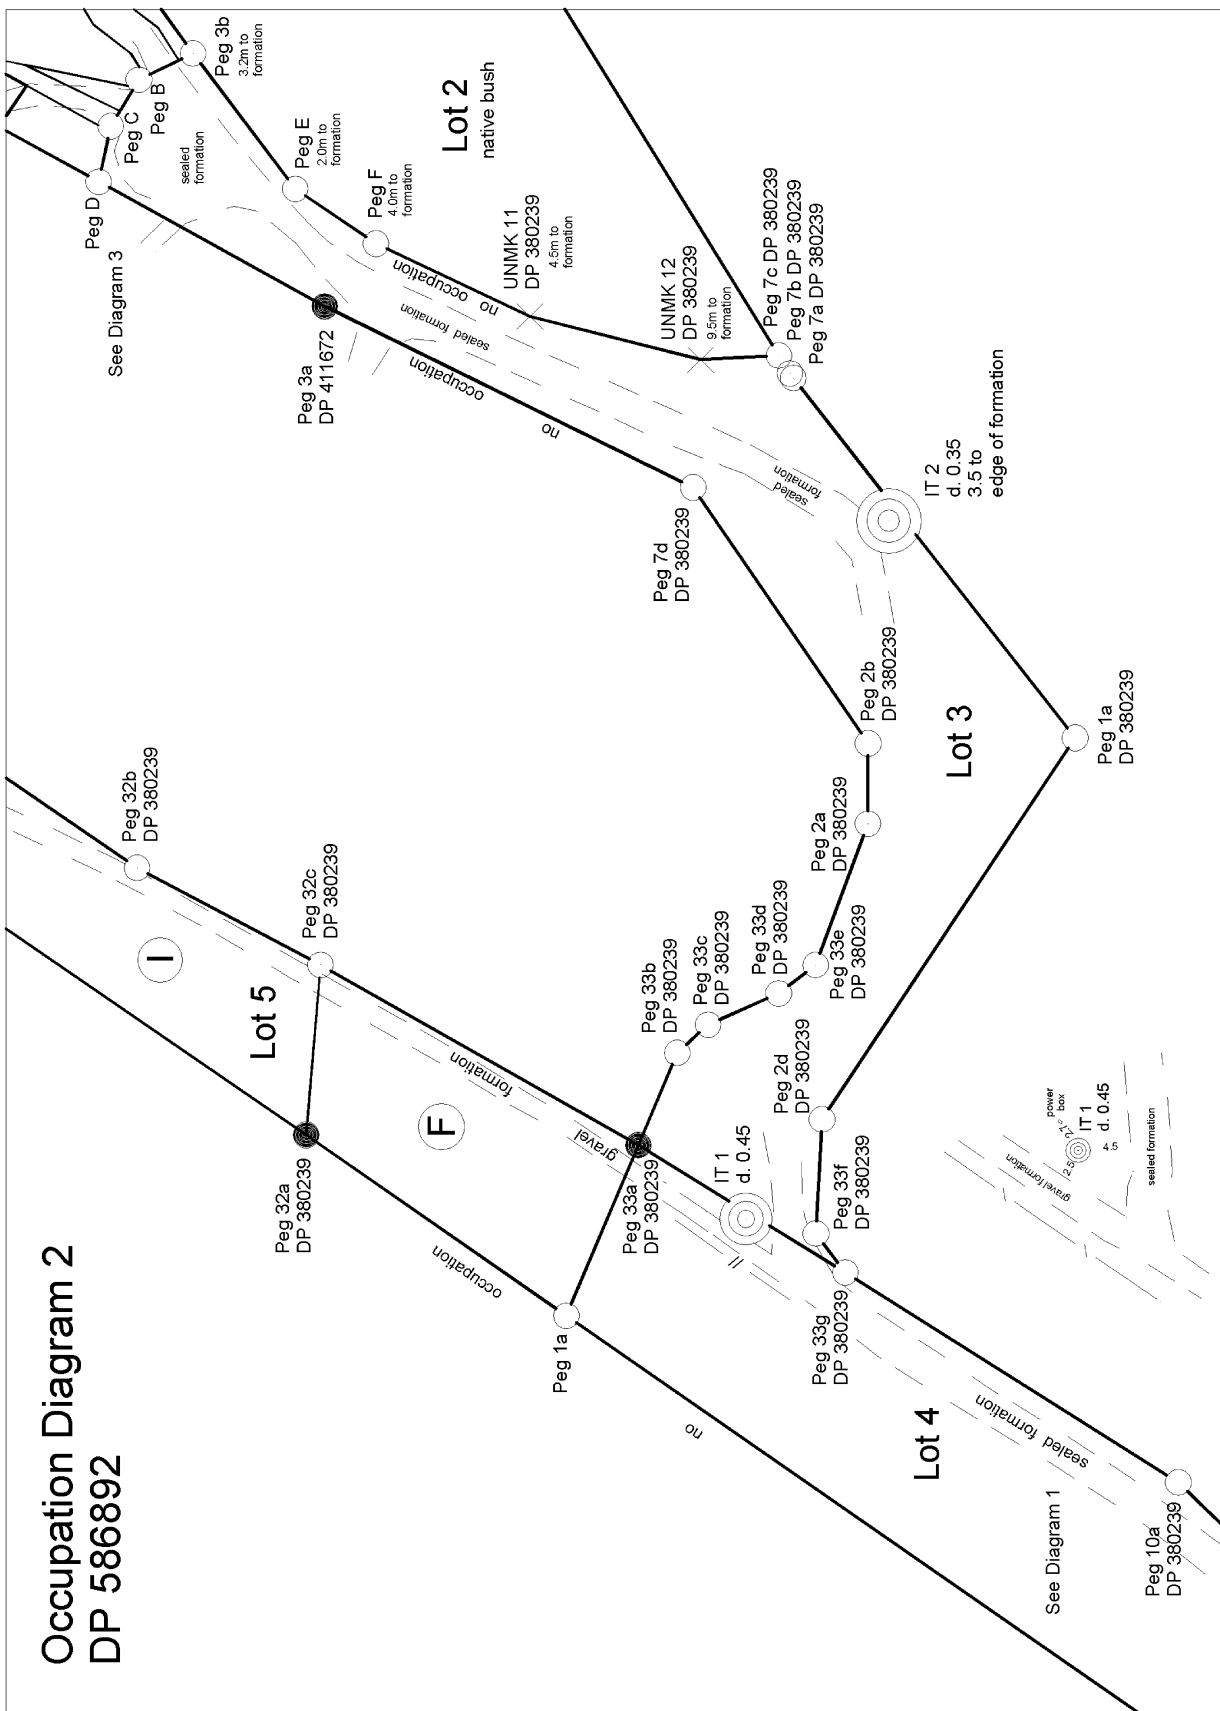 Occupation Diagram 2
DP 586892
Peg 32b
DP 380239
I
Lot 5
Peg 32c
DP 380239
Peg 32a
DP 380239
F
gravel formation
no occupation
Peg 1a
Peg 33a
DP 380239
Peg 33b
DP 380239
Peg 33c
DP 380239
Peg 33d
DP 380239
Peg 33e
DP 380239
IT 1
d. 0.45
Peg 2d
DP 380239
Peg 33f
DP 380239
Peg 33g
DP 380239
Lot 4
sealed formation
See Diagram 1
Peg 10a
DP 380239
gravel formation
2.5
2.7
power
box
IT 1
d. 0.45
4.5
sealed formation
Peg 2a
DP 380239
Peg 2b
DP 380239
Lot 3
Peg 1a
DP 380239
IT 2
d. 0.35
3.5 to
edge of formation
Peg 7d
DP 380239
sealed
formation
Peg 7c DP 380239
Peg 7b DP 380239
Peg 7a DP 380239
UNMK 12
DP 380239
9.5m to
formation
UNMK 11
DP 380239
4.5m to
formation
no occupation
sealed formation
no occupation
Peg 3a
DP 411672
See Diagram 3
Peg F
4.0m to
formation
Peg E
2.0m to
formation
Lot 2
native bush
sealed
formation
Peg D
Peg C
Peg B
Peg 3b
3.2m to
formation